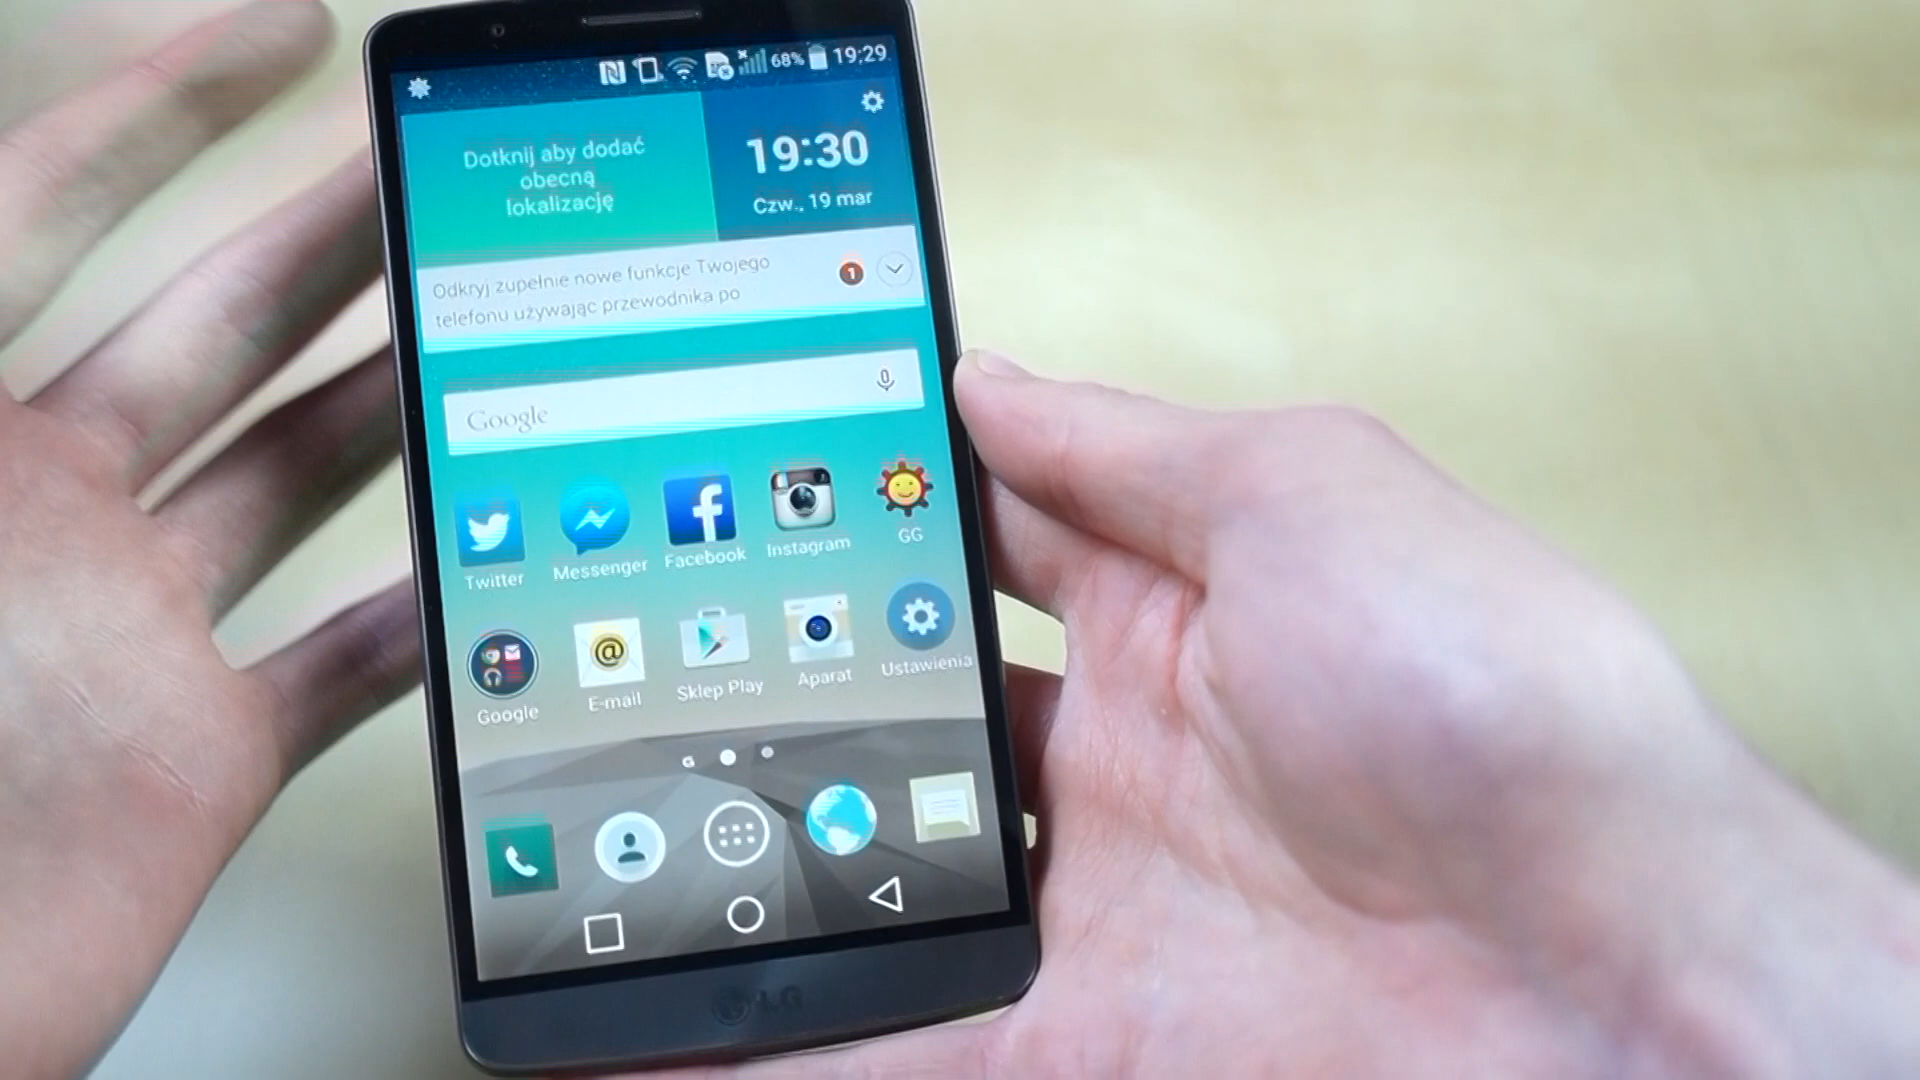 68% 19:29
Dotknij aby dodać
obecną
lokalizację
19:30
Czw., 19 mar
Odkryj zupełnie nowe funkcje Twojego
telefonu używając przewodnika po
1
Google
Twitter
Messenger
Facebook
Instagram
GG
Google
E-mail
Sklep Play
Aparat
Ustawienia
LG